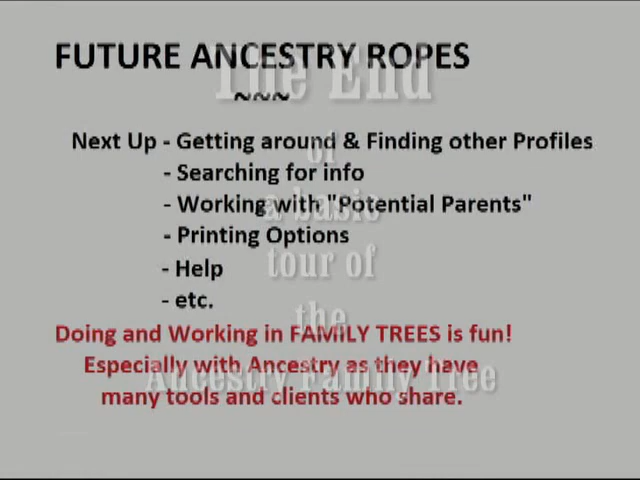 FUTURE ANCESTRY ROPES
The End
~~~
Next Up - Getting around & Finding other Profiles
of
- Searching for info
- Working with "Potential Parents"
a basic
- Printing Options
tour of
- Help
- etc.
the
Doing and Working in FAMILY TREES is fun!
Especially with Ancestry as they have
Ancestry Family Tree
many tools and clients who share.